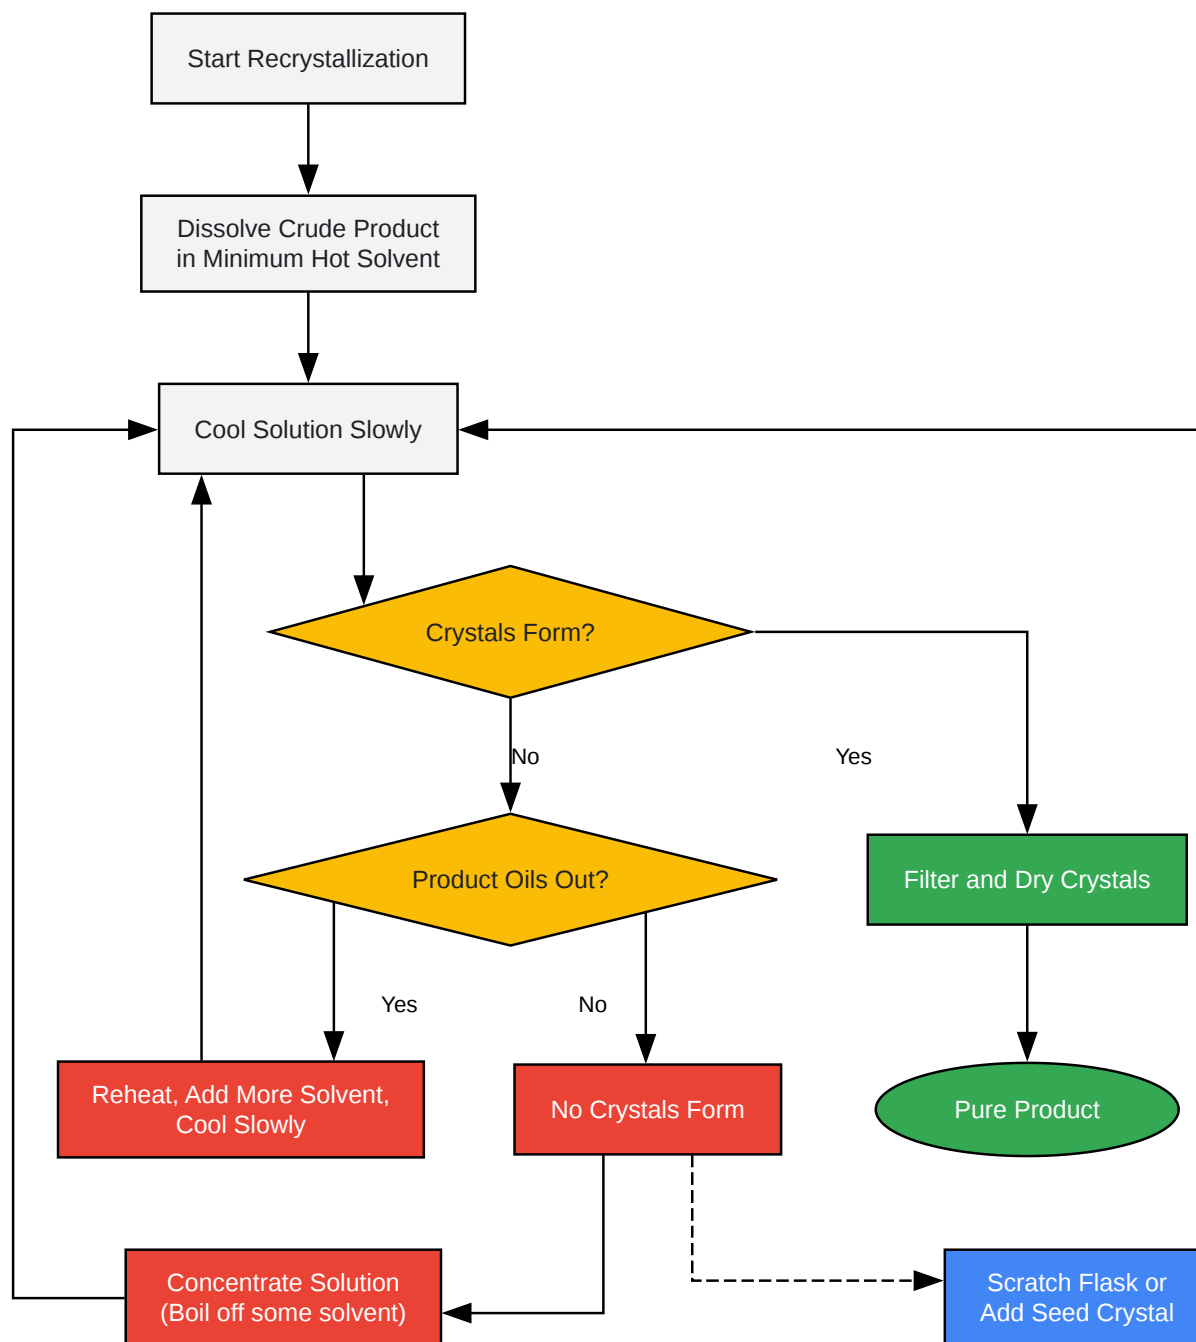 Start Recrystallization
Dissolve Crude Product
in Minimum Hot Solvent
Cool Solution Slowly
Crystals Form?
No
Yes
Product Oils Out?
Filter and Dry Crystals
Yes
No
Reheat, Add More Solvent,
Cool Slowly
No Crystals Form
Pure Product
Concentrate Solution
(Boil off some solvent)
Scratch Flask or
Add Seed Crystal